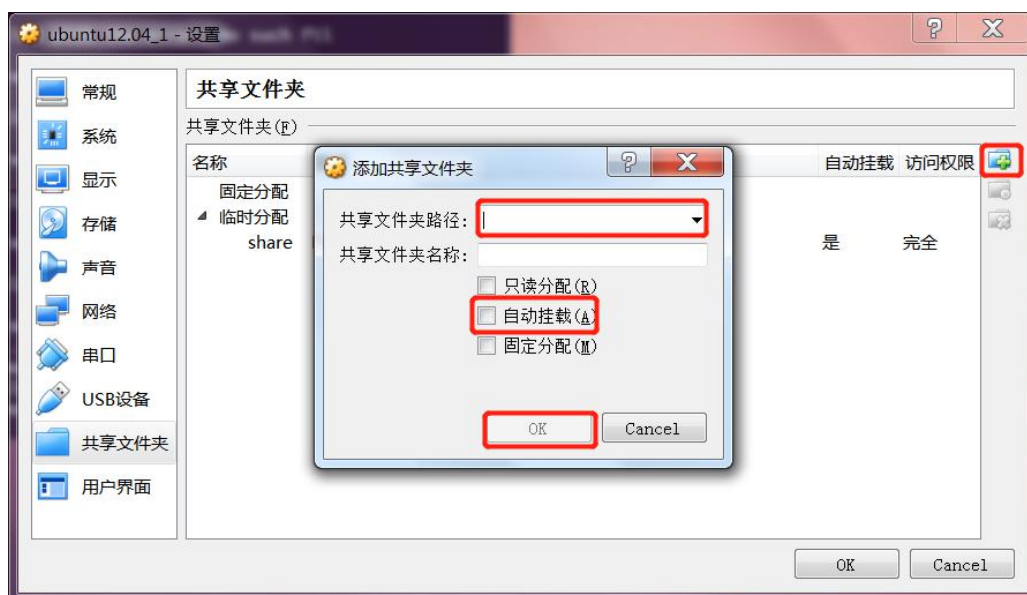 ubuntu12.04_1 - 设置
常规
系统
显示
存储
声音
网络
串口
USB设备
共享文件夹
用户界面
共享文件夹
共享文件夹(F)
名称
自动挂载 访问权限
固定分配
临时分配
share
是 完全
添加共享文件夹
共享文件夹路径:
共享文件夹名称:
只读分配(R)
自动挂载(A)
固定分配(M)
OK Cancel
OK Cancel